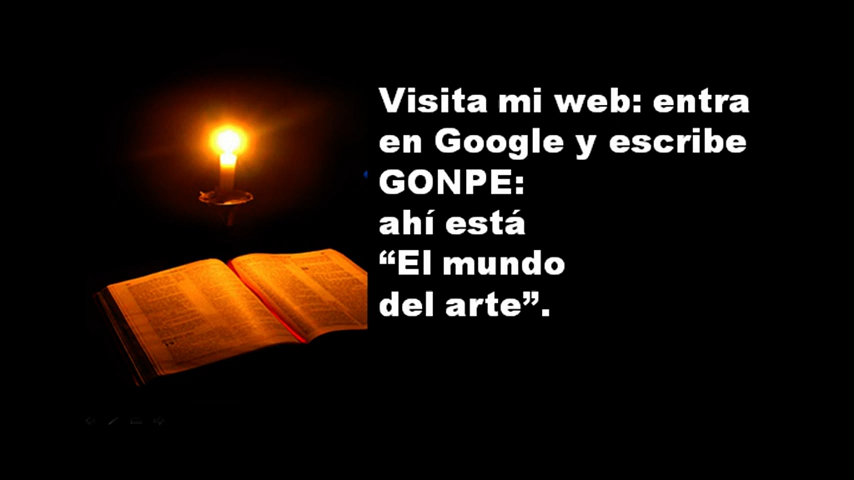 Visita mi web: entra
en Google y escribe
GONPE:
ahí está
“El mundo
del arte”.